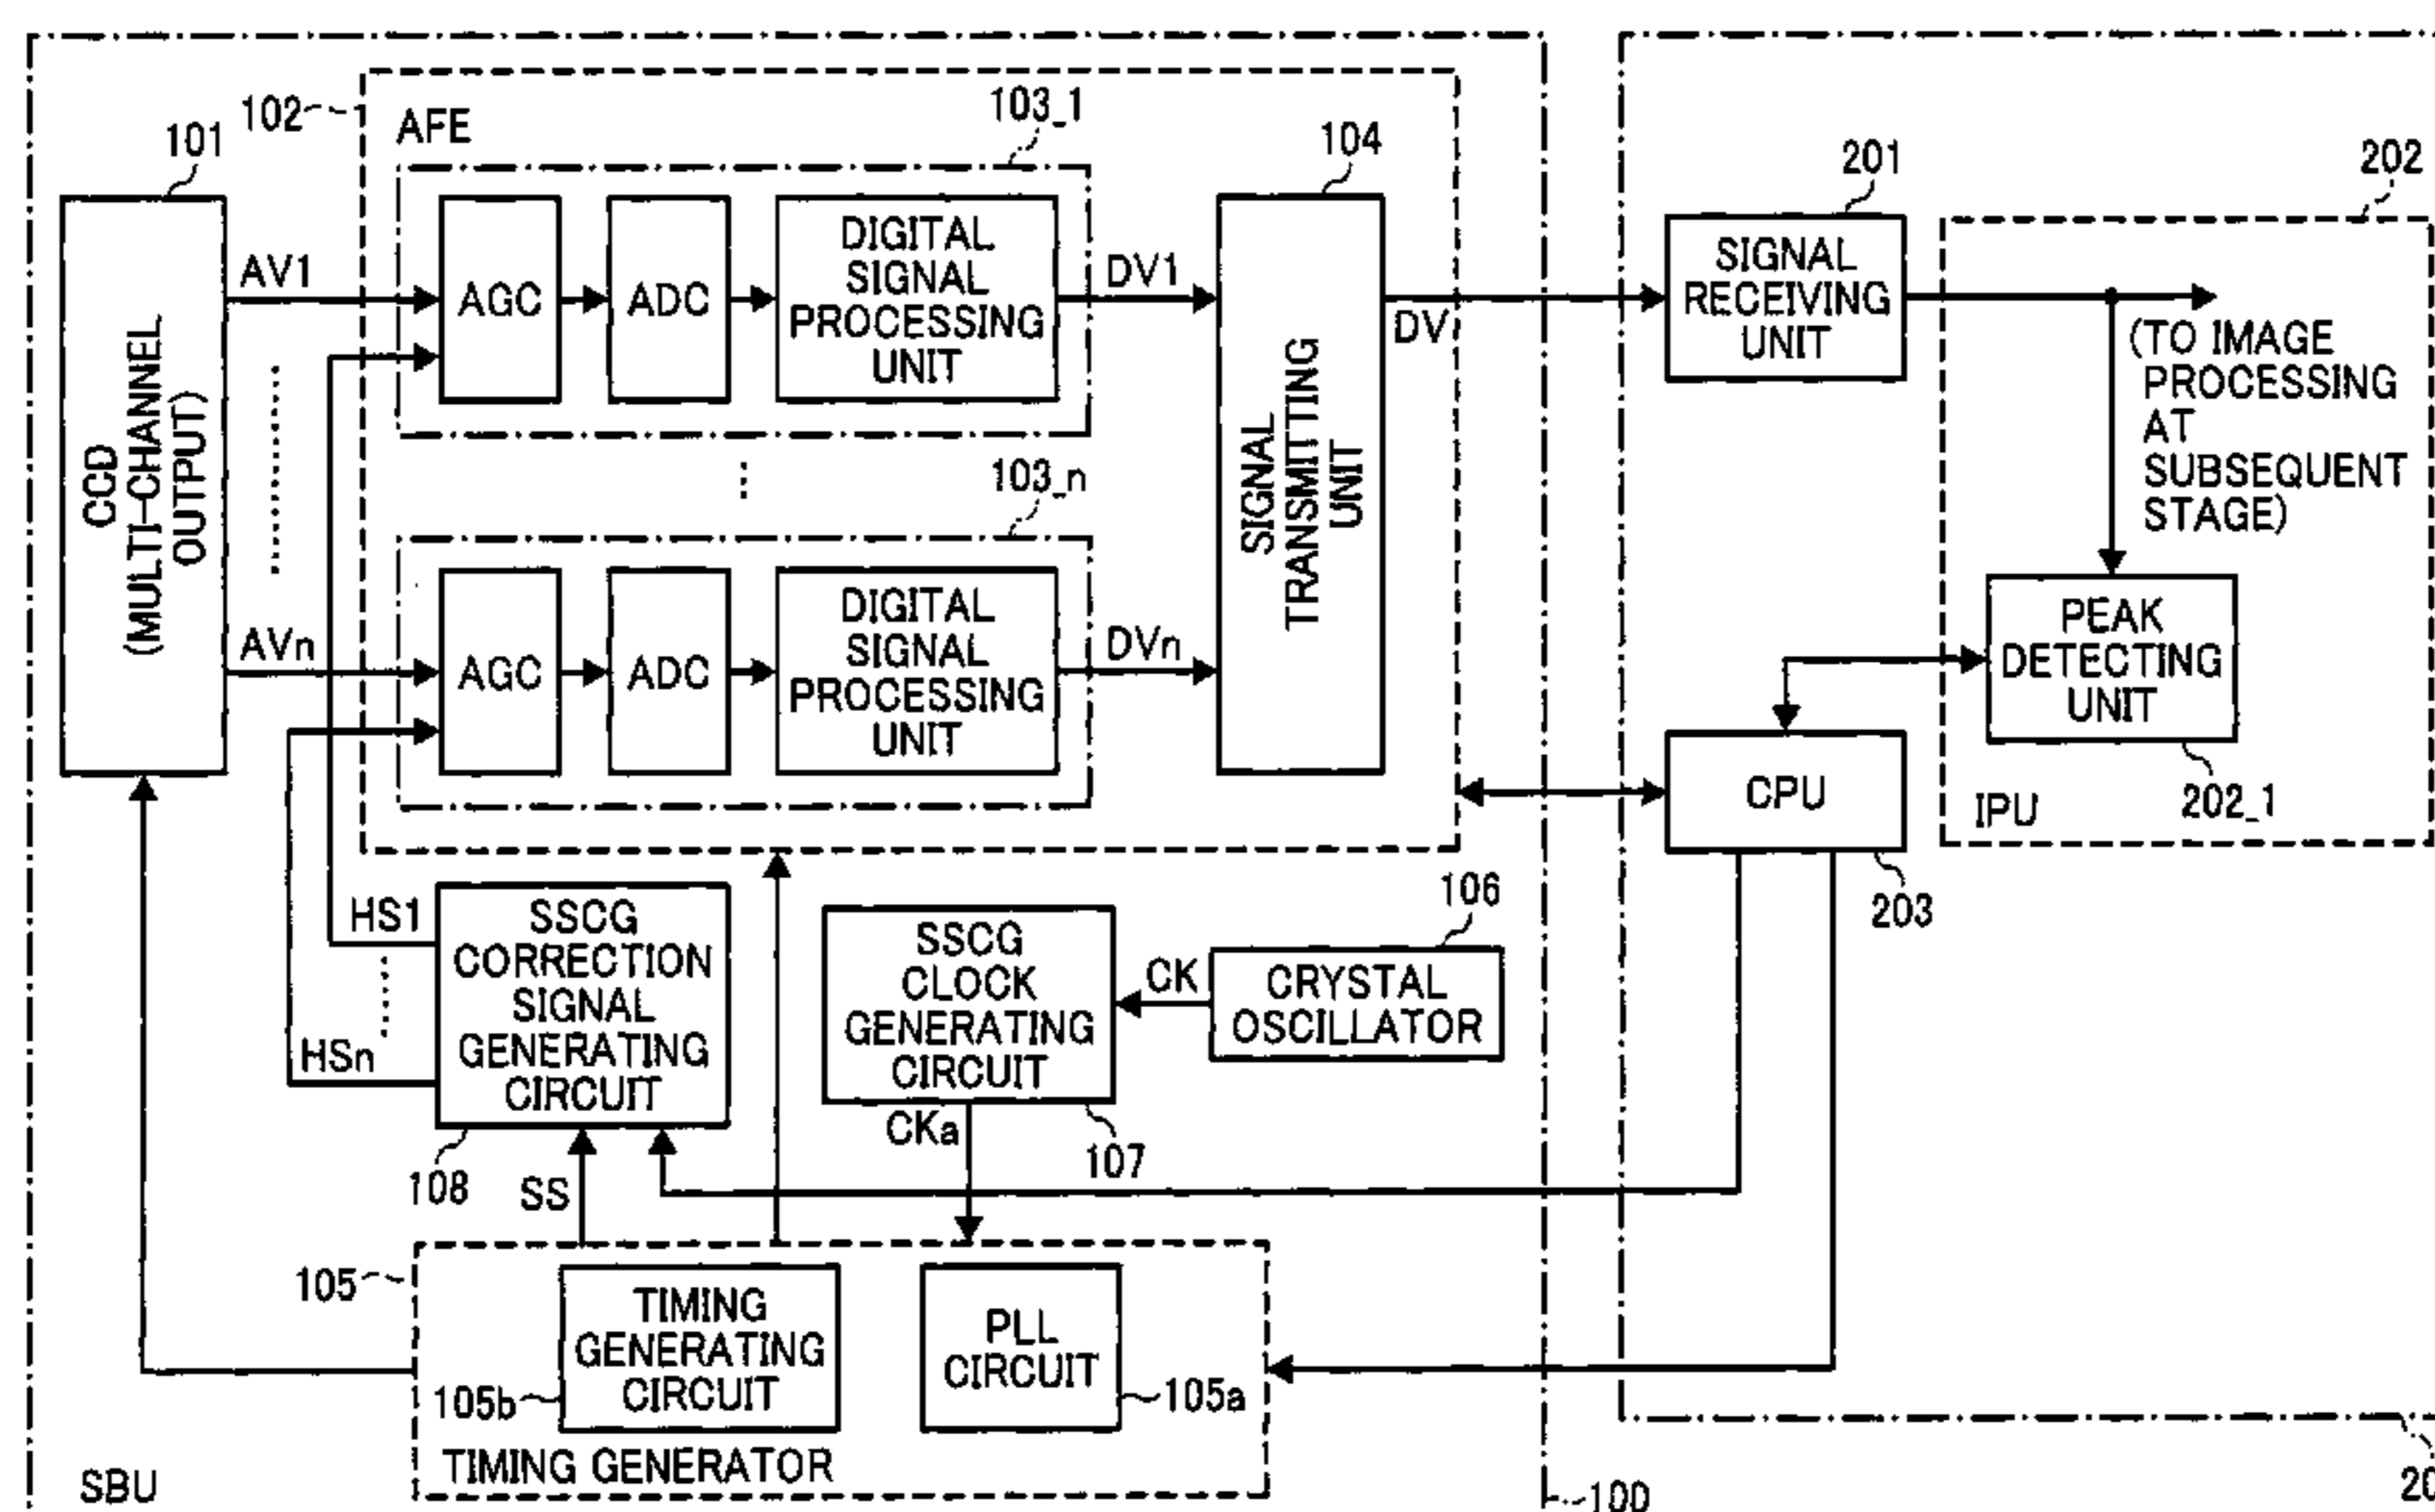 102
AFE
103_1
101
104
201
202
CCD
(MULTI-CHANNEL
OUTPUT)
AV1
AGC
ADC
DIGITAL
SIGNAL
PROCESSING
UNIT
DV1
SIGNAL
TRANSMITTING
UNIT
DV
SIGNAL
RECEIVING
UNIT
(TO IMAGE
PROCESSING
AT
SUBSEQUENT
STAGE)
103_n
AVn
AGC
ADC
DIGITAL
SIGNAL
PROCESSING
UNIT
DVn
PEAK
DETECTING
UNIT
202_1
CPU
IPU
203
HS1
HSn
SSCG
CORRECTION
SIGNAL
GENERATING
CIRCUIT
108
SS
SSCG
CLOCK
GENERATING
CIRCUIT
CKa
107
CK
106
CRYSTAL
OSCILLATOR
105
TIMING
GENERATING
CIRCUIT
105b
PLL
CIRCUIT
105a
TIMING GENERATOR
SBU
100